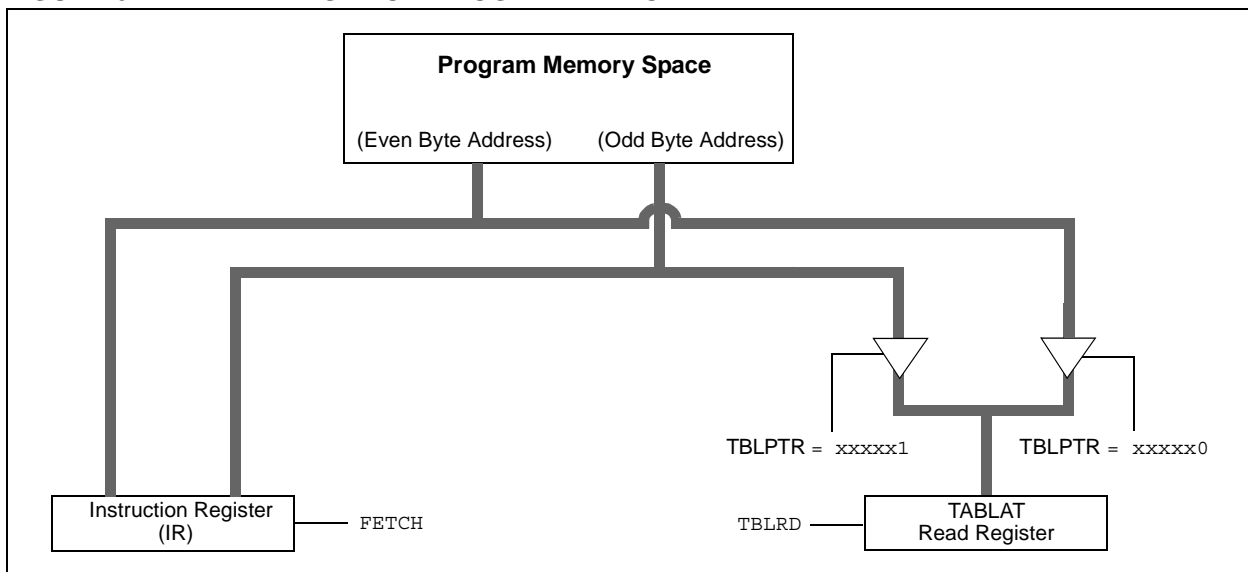 Program Memory Space
(Even Byte Address) (Odd Byte Address)
TBLPTR = xxxxx1 TBLPTR = xxxxx0
Instruction Register
(IR)
FETCH
TBLRD
TABLAT
Read Register